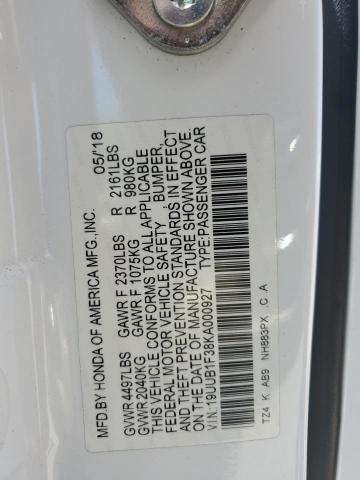 MFD.BY HONDA OF AMERICA MFG.,INC. 05/'18
GVWR 4497LBS GAWR F 2370LBS R 2161LBS
GVWR 2040KG GAWR F 1075KG R 980KG
THIS VEHICLE CONFORMS TO ALL APPLICABLE
FEDERAL MOTOR VEHICLE SAFETY , BUMPER,
AND THEFT PREVENTION STANDARDS IN EFFECT
ON THE DATE OF MANUFACTURE SHOWN ABOVE.
VIN:19UUB1F38KA000927 TYPE:PASSENGER CAR
TZ4 K AB9 NH883PX ,C ,A